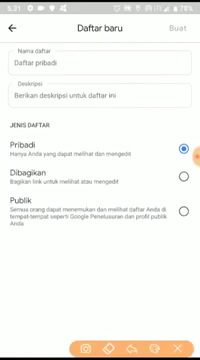 5.31
78%
Daftar baru
Buat
Nama daftar
Daftar pribadi
Deskripsi
Berikan deskripsi untuk daftar ini
JENIS DAFTAR
Pribadi
Hanya Anda yang dapat melihat dan mengedit
Dibagikan
Bagikan link untuk melihat atau mengedit
Publik
Semua orang dapat menemukan dan melihat daftar Anda di
tempat-tempat seperti Google Penelusuran dan profil publik
Anda